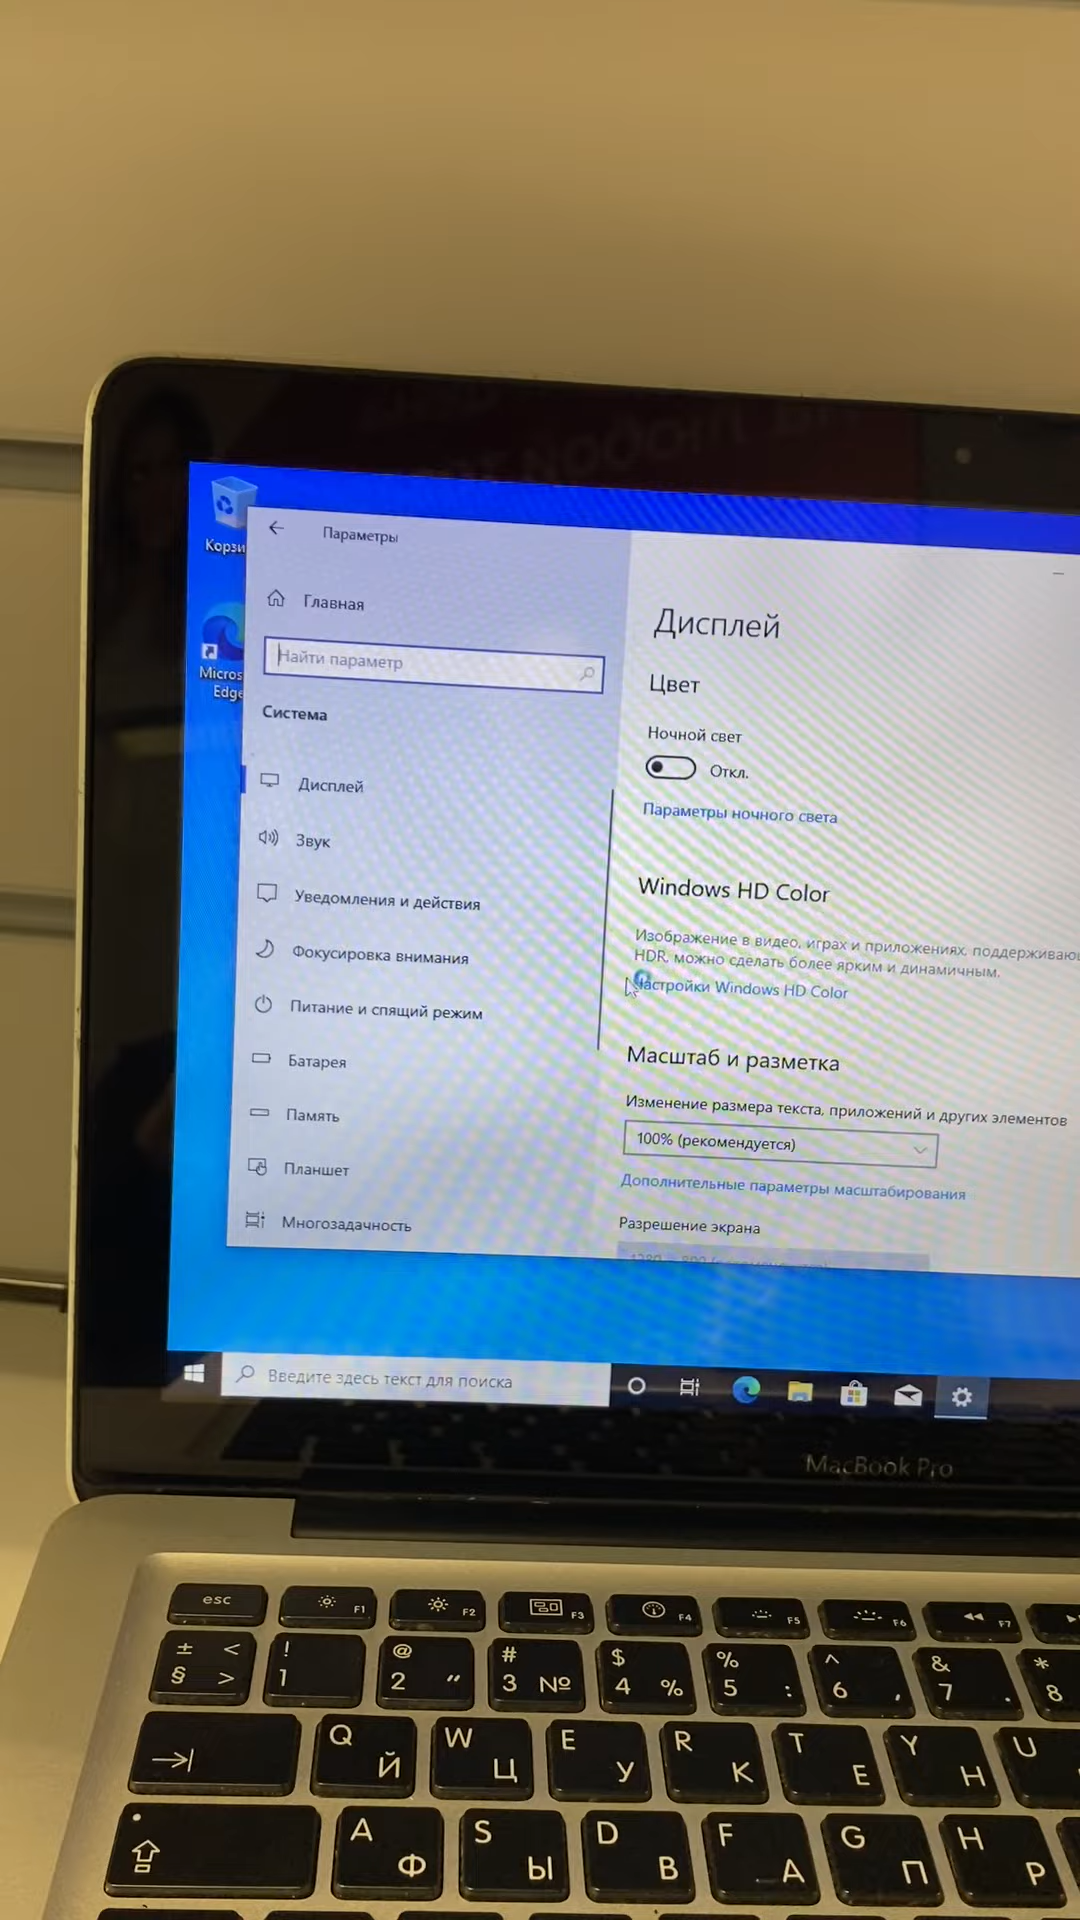 Корзи
Micros
Edge
Параметры
Главная
Найти параметр
Система
Дисплей
Звук
Уведомления и действия
Фокусировка внимания
Питание и спящий режим
Батарея
Память
Планшет
Многозадачность
Дисплей
Цвет
Ночной свет
Откл.
Параметры ночного света
Windows HD Color
Изображение в видео, играх и приложениях, поддерживаю
HDR, можно сделать более ярким и динамичным.
Настройки Windows HD Color
Масштаб и разметка
Изменение размера текста, приложений и других элементов
100% (рекомендуется)
Дополнительные параметры масштабирования
Разрешение экрана
Введите здесь текст для поиска
MacBook Pro
esc F1 F2 F3 F4 F5 F6 F7
± < ! @ # $ % ^ & *
§ > 1 2 " 3 № 4 % 5 : 6 , 7 . 8
Q W E R T Y U
Й Ц У К Е Н
A S D F G H
Ф Ы В А П Р